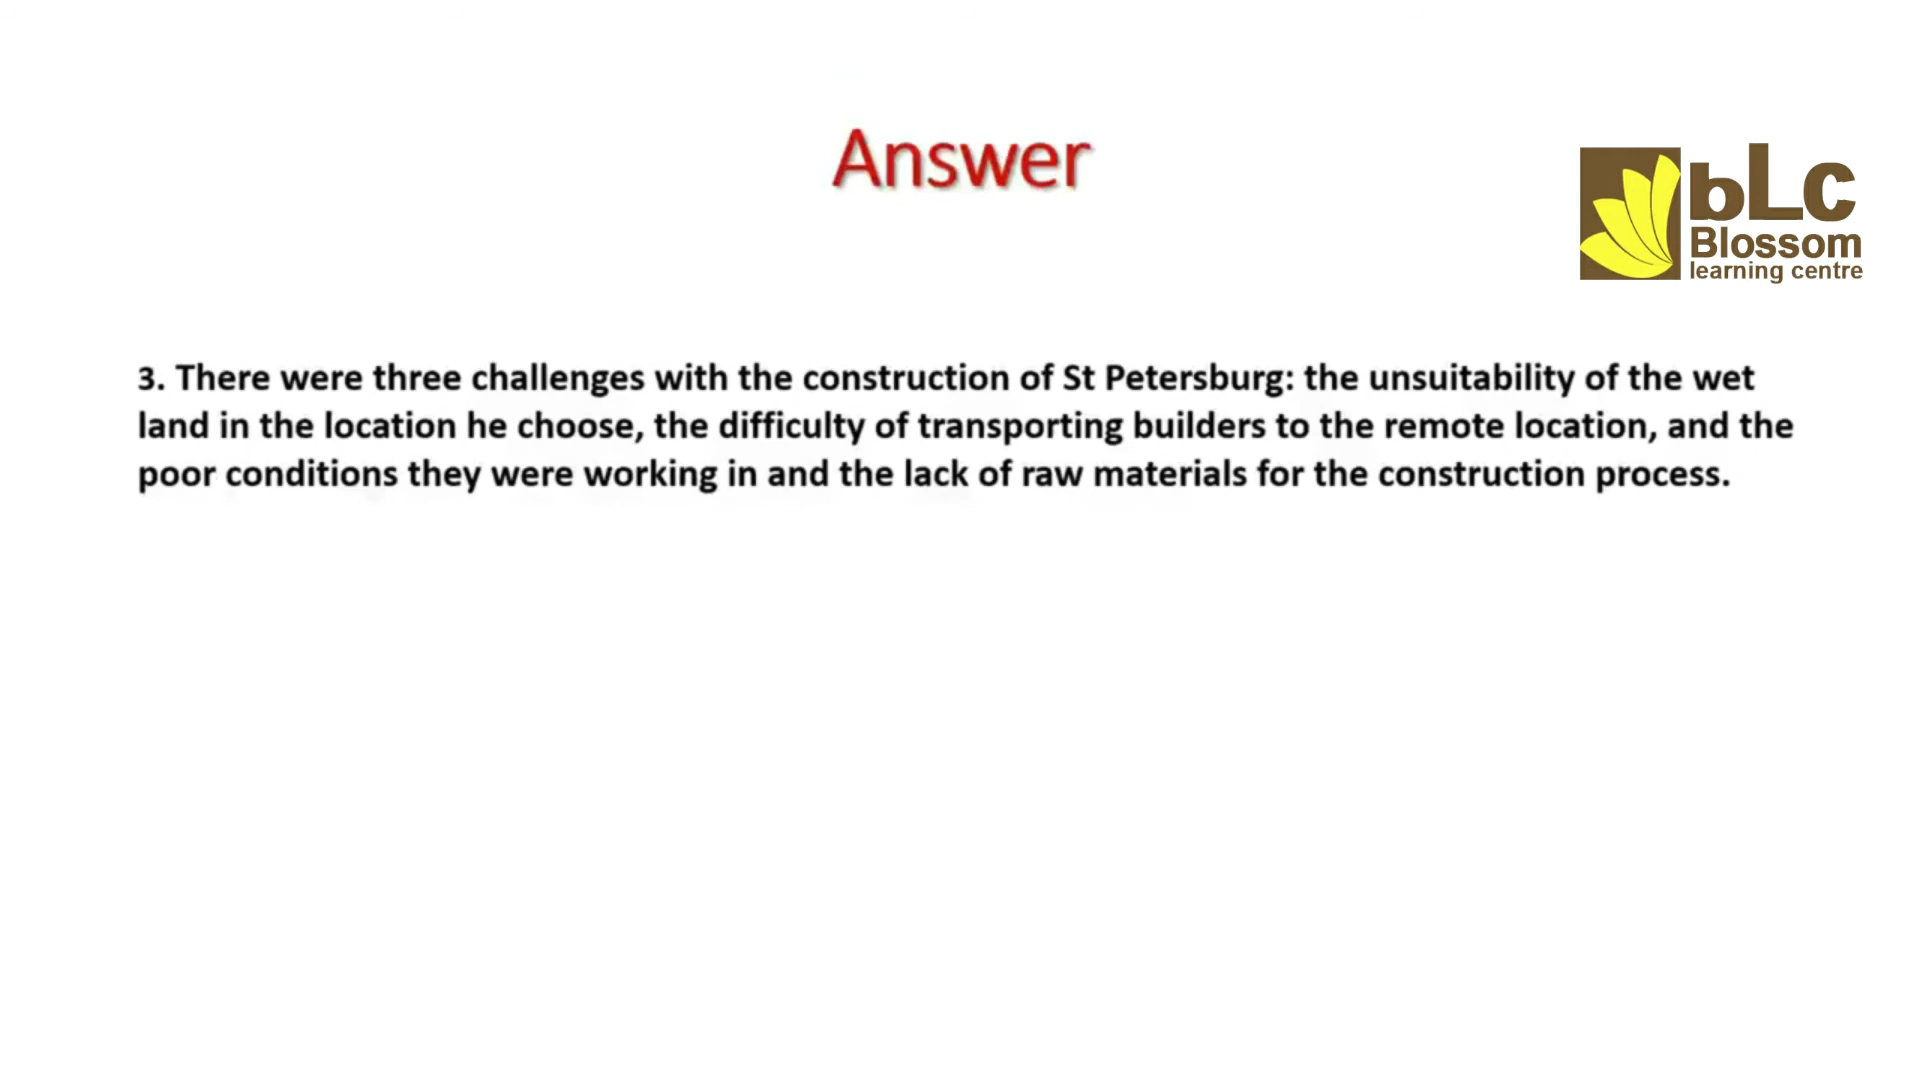 Answer
bLC
Blossom
learning centre
3. There were three challenges with the construction of St Petersburg: the unsuitability of the wet
land in the location he choose, the difficulty of transporting builders to the remote location, and the
poor conditions they were working in and the lack of raw materials for the construction process.